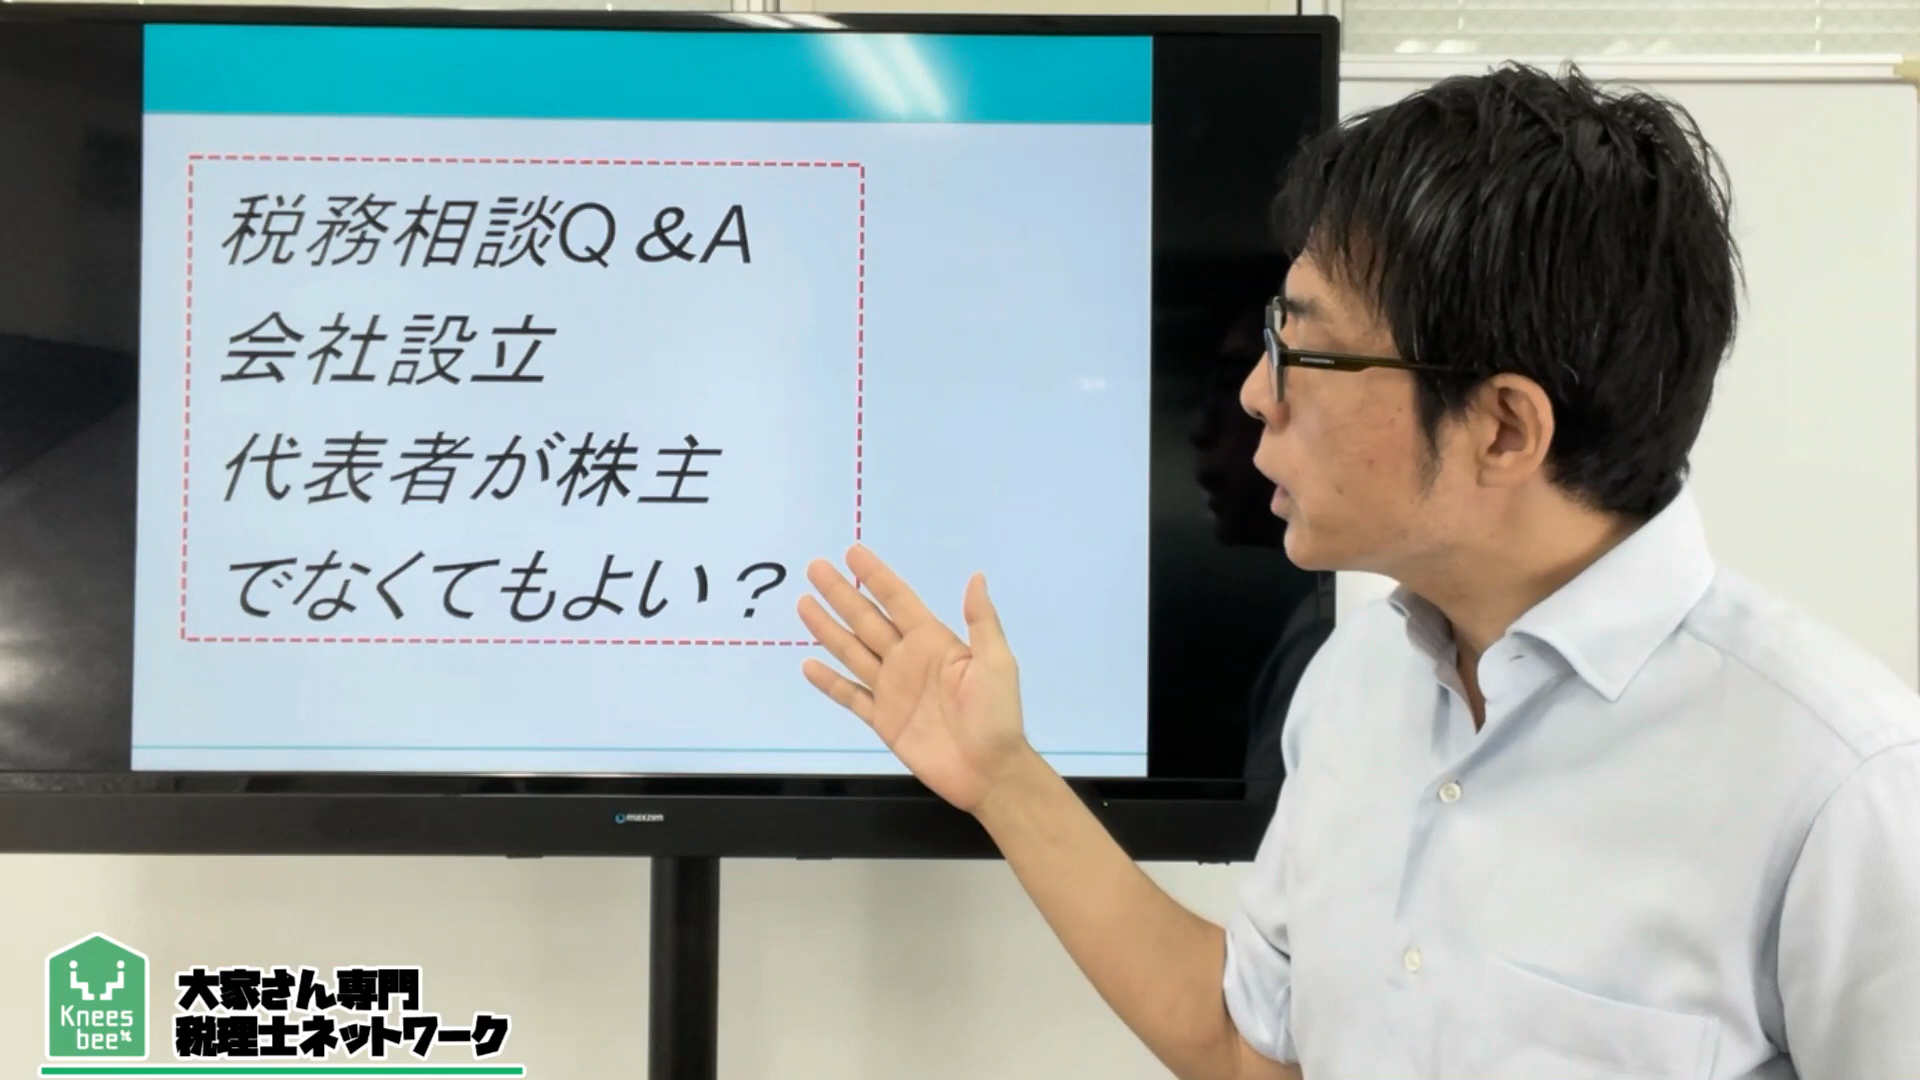 税務相談Q&A
会社設立
代表者が株主
でなくてもよい？
maxzen
Knees
bee
大家さん専門
税理士ネットワーク